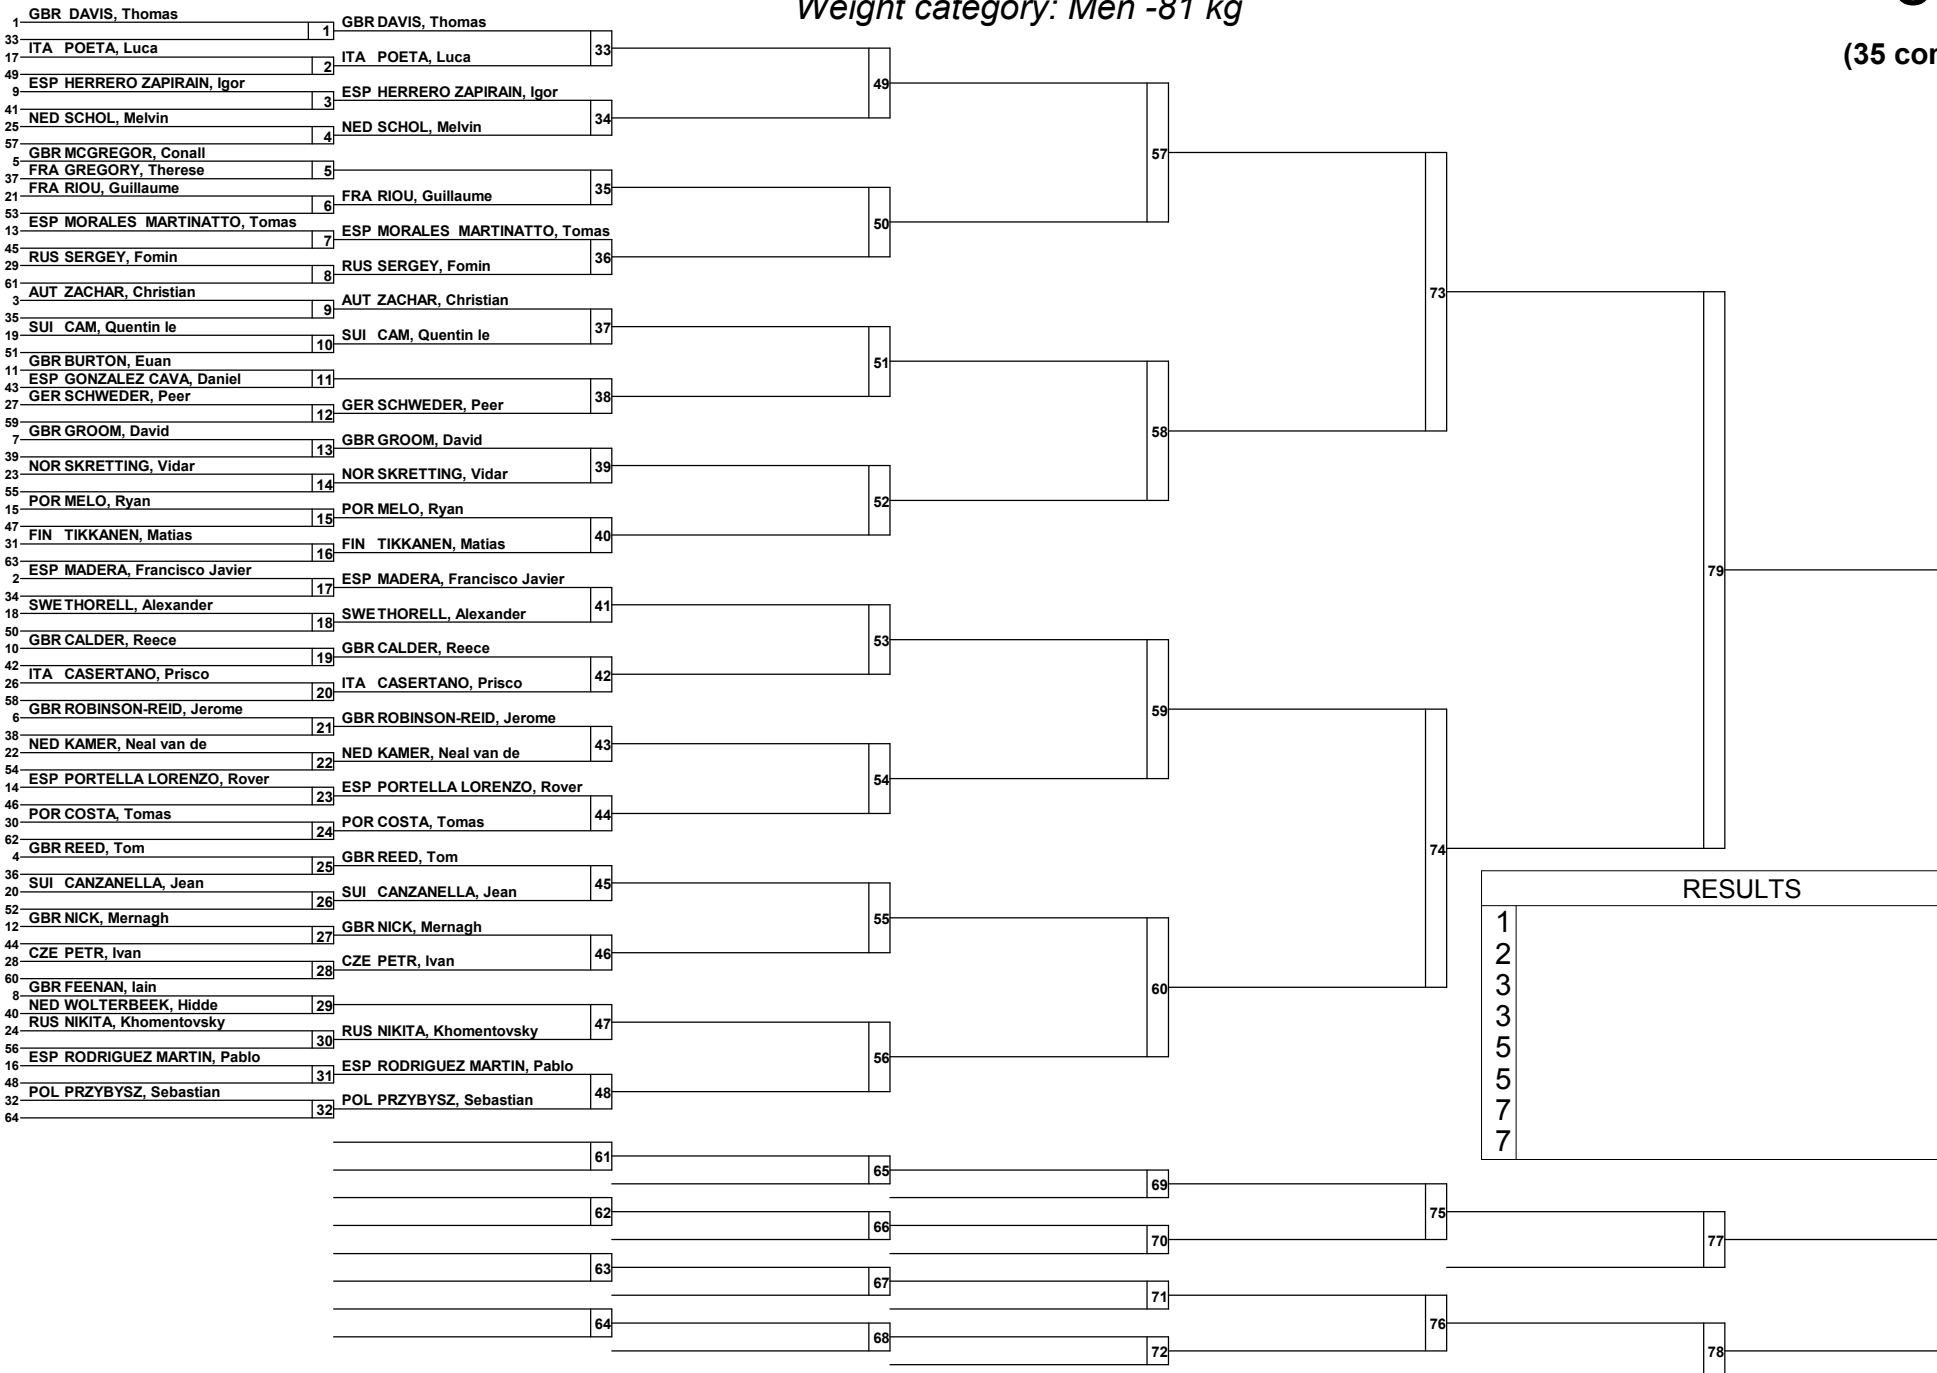 Weight category: Men -81 kg
(35 con
1 GBR DAVIS, Thomas
33
1 GBR DAVIS, Thomas
17 ITA POETA, Luca
49
2 ITA POETA, Luca
33
9 ESP HERRERO ZAPIRAIN, Igor
41
3 ESP HERRERO ZAPIRAIN, Igor
25 NED SCHOL, Melvin
57
4 NED SCHOL, Melvin
34
49
5 GBR MCGREGOR, Conall
37 FRA GREGORY, Therese
5
21 FRA RIOU, Guillaume
53
6 FRA RIOU, Guillaume
35
13 ESP MORALES MARTINATTO, Tomas
45
7 ESP MORALES MARTINATTO, Tomas
29 RUS SERGEY, Fomin
61
8 RUS SERGEY, Fomin
36
50
57
3 AUT ZACHAR, Christian
35
9 AUT ZACHAR, Christian
19 SUI CAM, Quentin le
51
10 SUI CAM, Quentin le
37
11 GBR BURTON, Euan
43 ESP GONZALEZ CAVA, Daniel
11
27 GER SCHWEDER, Peer
59
12 GER SCHWEDER, Peer
38
51
7 GBR GROOM, David
39
13 GBR GROOM, David
23 NOR SKRETTING, Vidar
55
14 NOR SKRETTING, Vidar
39
15 POR MELO, Ryan
47
15 POR MELO, Ryan
31 FIN TIKKANEN, Matias
63
16 FIN TIKKANEN, Matias
40
52
58
73
2 ESP MADERA, Francisco Javier
34
17 ESP MADERA, Francisco Javier
18 SWE THORELL, Alexander
50
18 SWE THORELL, Alexander
41
10 GBR CALDER, Reece
42
19 GBR CALDER, Reece
26 ITA CASERTANO, Prisco
58
20 ITA CASERTANO, Prisco
42
53
6 GBR ROBINSON-REID, Jerome
38
21 GBR ROBINSON-REID, Jerome
22 NED KAMER, Neal van de
54
22 NED KAMER, Neal van de
43
14 ESP PORTELLA LORENZO, Rover
46
23 ESP PORTELLA LORENZO, Rover
30 POR COSTA, Tomas
62
24 POR COSTA, Tomas
44
54
59
4 GBR REED, Tom
36
25 GBR REED, Tom
20 SUI CANZANELLA, Jean
52
26 SUI CANZANELLA, Jean
45
12 GBR NICK, Mernagh
44
27 GBR NICK, Mernagh
28 CZE PETR, Ivan
60
28 CZE PETR, Ivan
46
55
8 GBR FEENAN, Iain
40 NED WOLTERBEEK, Hidde
29
24 RUS NIKITA, Khomentovsky
56
30 RUS NIKITA, Khomentovsky
47
16 ESP RODRIGUEZ MARTIN, Pablo
48
31 ESP RODRIGUEZ MARTIN, Pablo
32 POL PRZYBYSZ, Sebastian
64
32 POL PRZYBYSZ, Sebastian
48
56
60
74
79
RESULTS
1
2
3
3
5
5
7
7
61
65
69
62
66
70
75
77
63
67
71
64
68
72
76
78